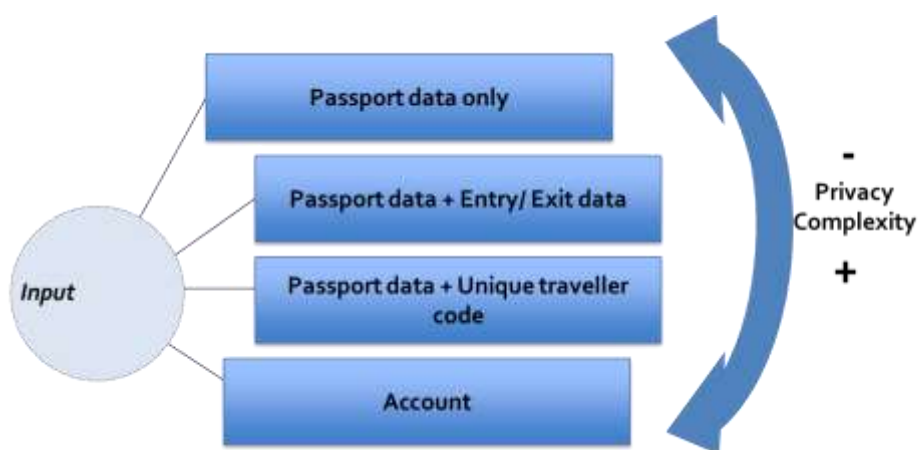 Passport data only
Passport data + Entry/ Exit data
Input
Passport data + Unique traveller
code
Account
-
Privacy
Complexity
+